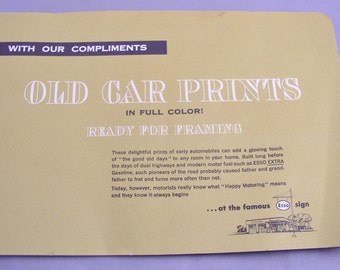 WITH OUR COMPLIMENTS
OLD CAR PRINTS
IN FULL COLOR!
READY FOR FRAMING
These delightful prints of early automobiles can add a glowing touch
of "the good old days" to any room in your home. Built long before
the days of dual highways and modern motor fuel such as ESSO EXTRA
Gasoline, such pioneers of the road probably caused father and grand-
father to fret and fume more often than not.
Today, however, motorists really know what "Happy Motoring" means
and they know it always begins
...at the famous Esso sign